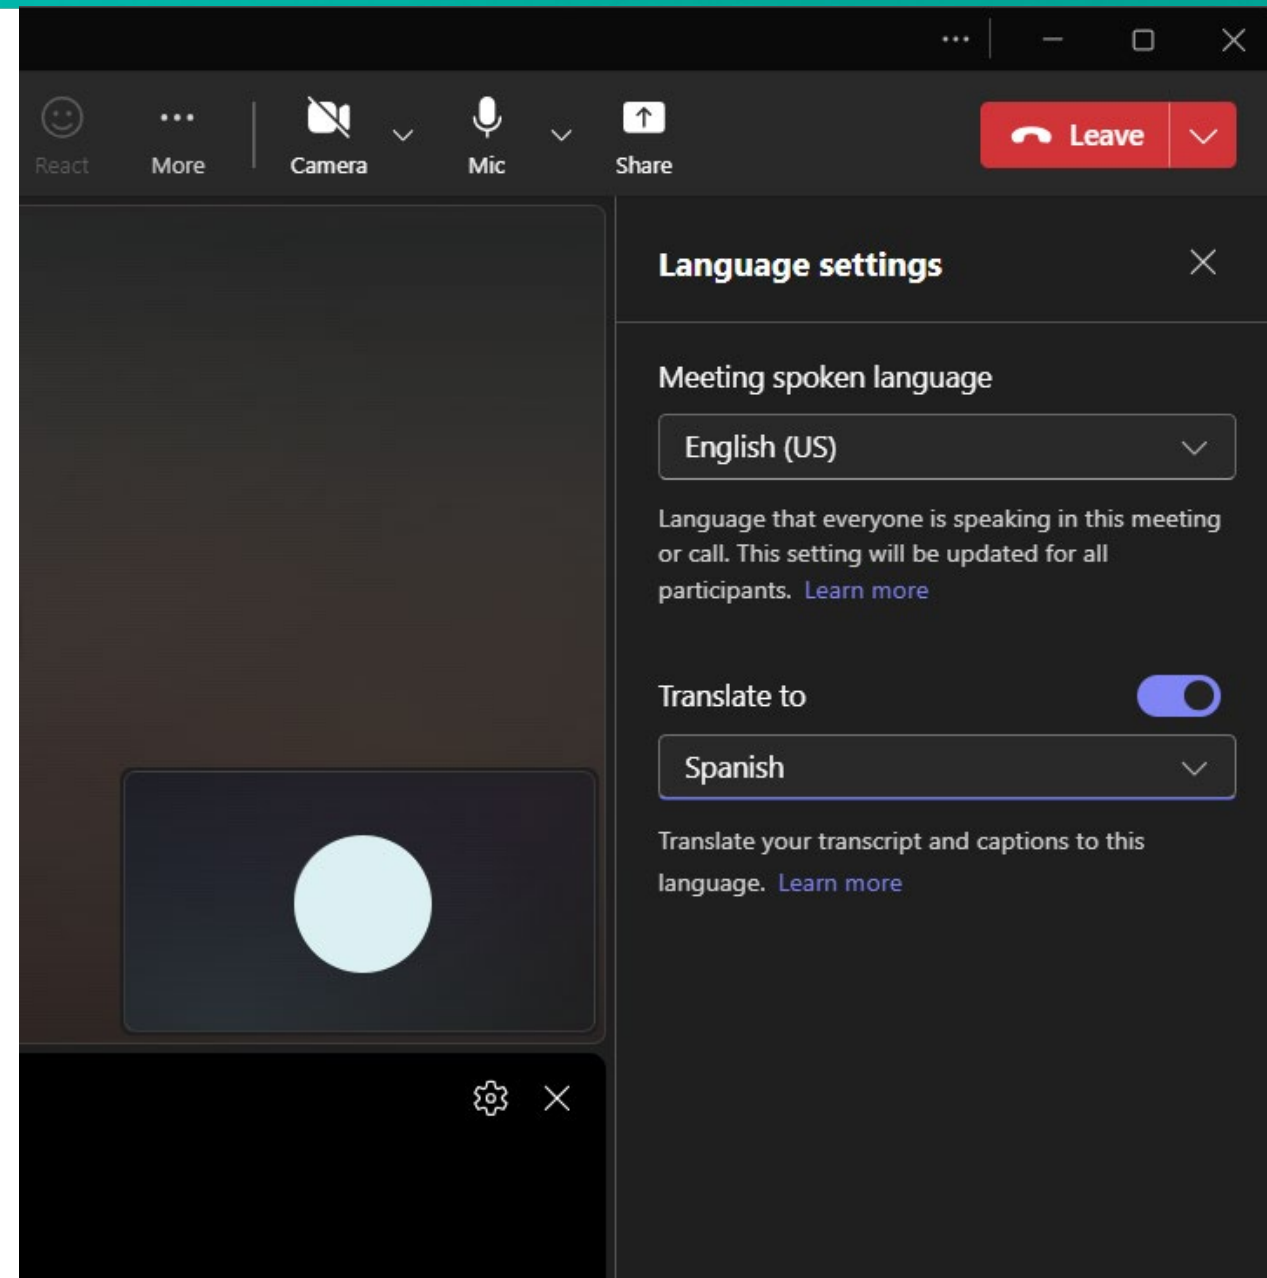 React
More
Camera
Mic
Share
Leave
Language settings
Meeting spoken language
English (US)
Language that everyone is speaking in this meeting
or call. This setting will be updated for all
participants. Learn more
Translate to
Spanish
Translate your transcript and captions to this
language. Learn more